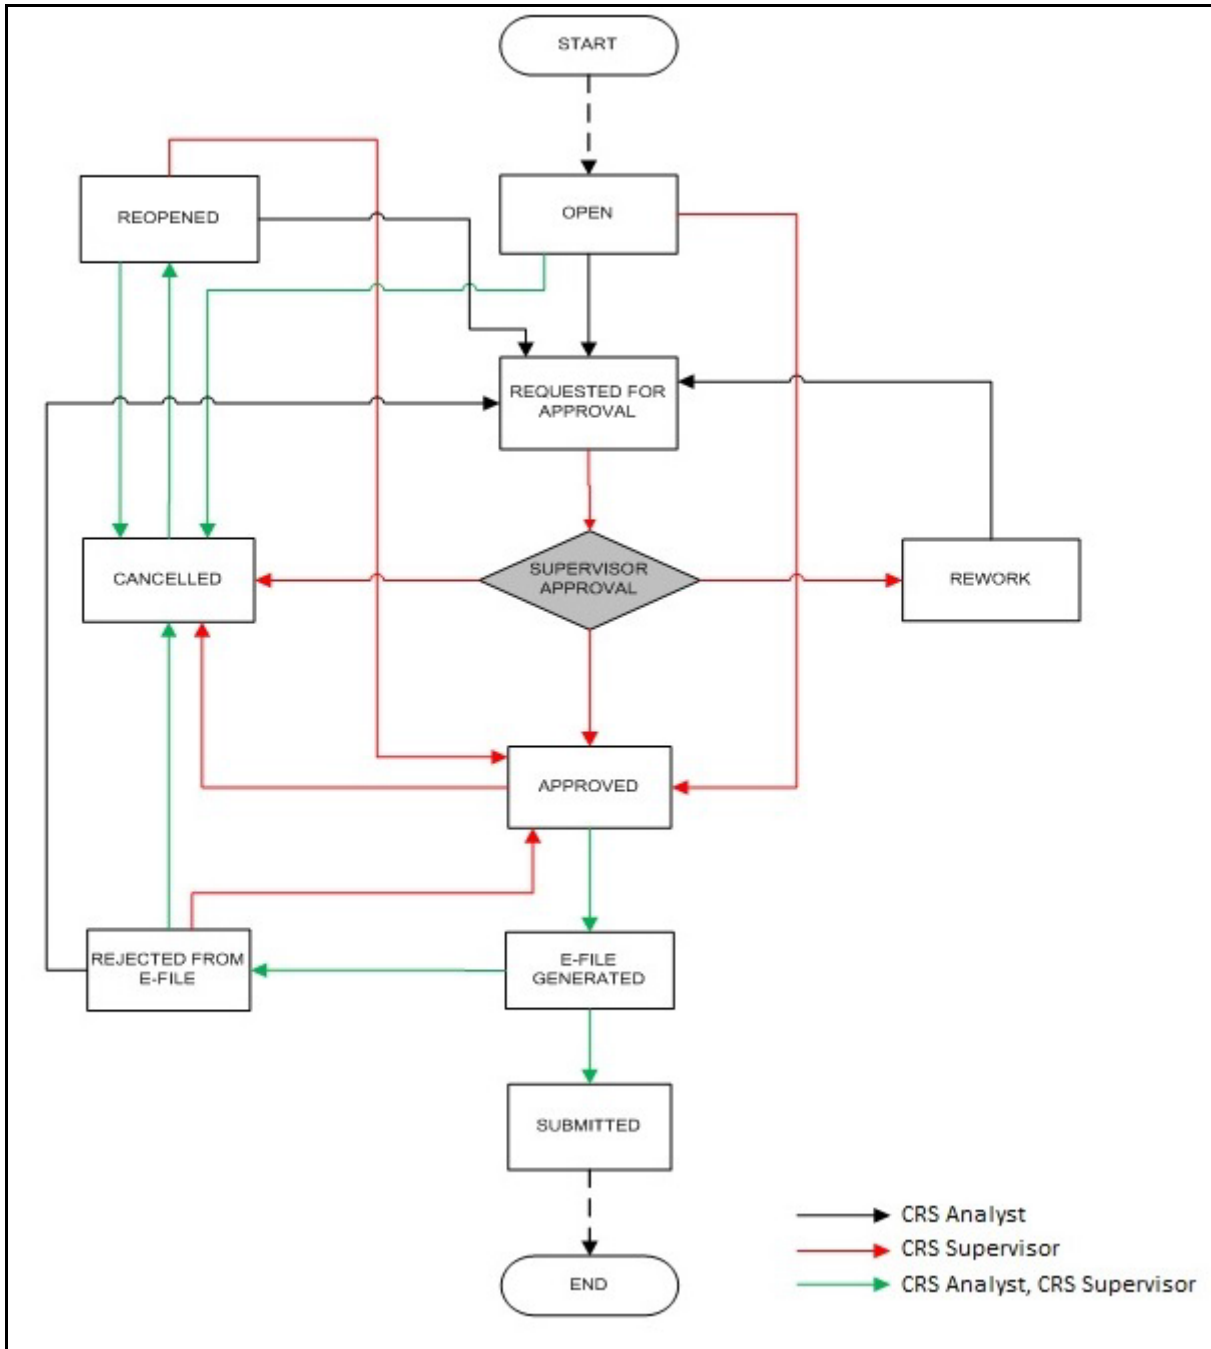 START
REOPENED
OPEN
REQUESTED FOR
APPROVAL
CANCELLED
SUPERVISOR
APPROVAL
REWORK
APPROVED
REJECTED FROM
E-FILE
E-FILE
GENERATED
SUBMITTED
END
CRS Analyst
CRS Supervisor
CRS Analyst, CRS Supervisor